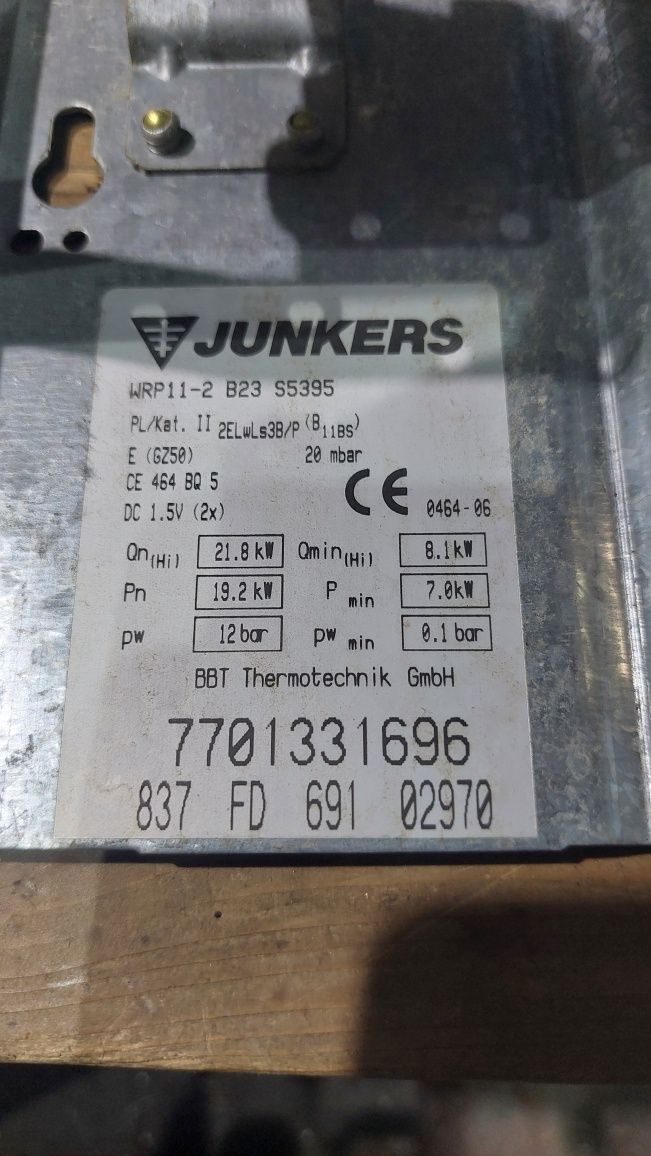 JUNKERS
WRP11-2 B23 S5395
PL/Kat. II 2ELwLs3B/P (B11BS)
E (GZ50) 20 mbar
CE 464 BQ 5
DC 1.5V (2x) CE 0464-06
Qn(Hi) 21.8 kW Qmin(Hi) 8.1kW
Pn 19.2 kW P min 7.0kW
pw 12 bar pw min 0.1 bar
BBT Thermotechnik GmbH
7701331696
837 FD 691 02970